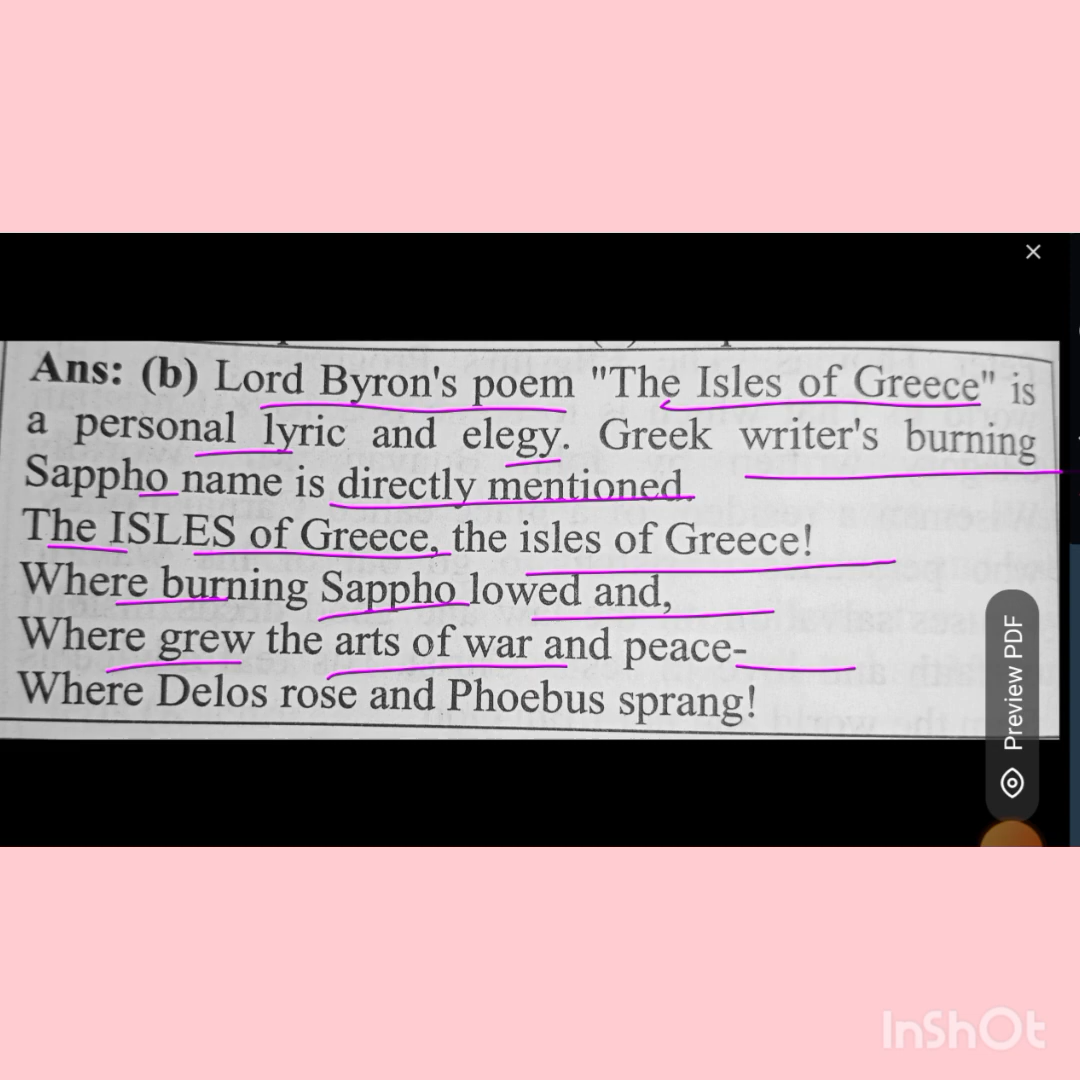 ×
Ans: (b) Lord Byron's poem "The Isles of Greece" is
a personal lyric and elegy. Greek writer's burning
Sappho name is directly mentioned.
The ISLES of Greece, the isles of Greece!
Where burning Sappho lowed and,
Where grew the arts of war and peace-
Where Delos rose and Phoebus sprang!
Preview PDF
InShOt